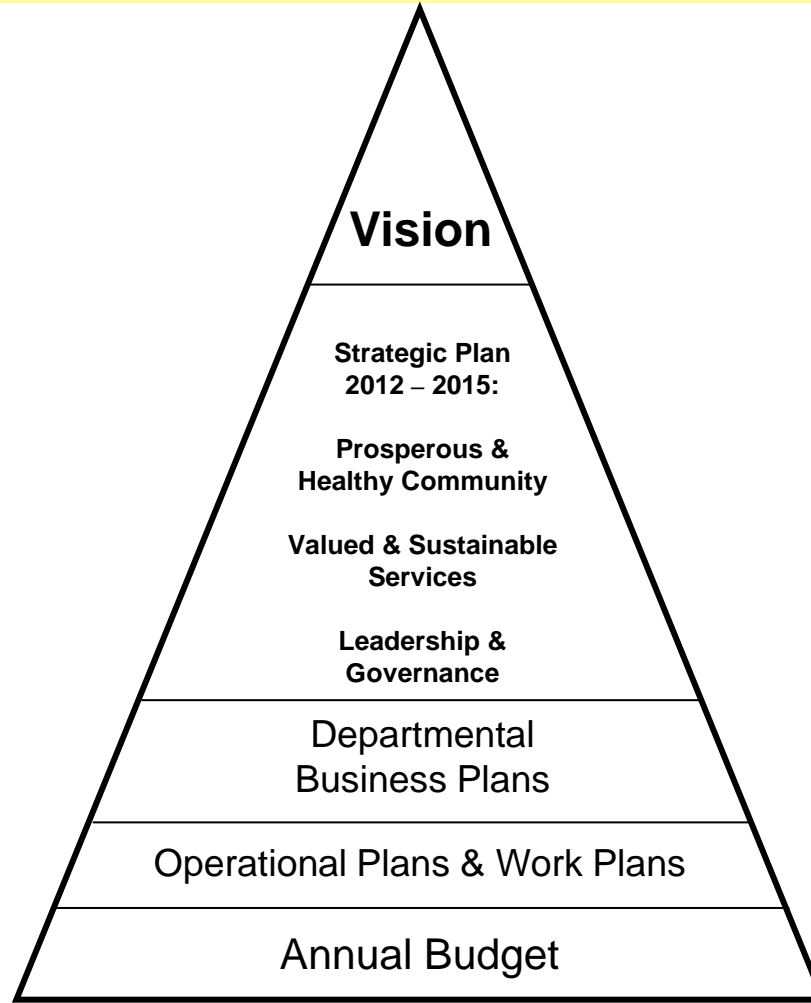 Vision
Strategic Plan
2012 – 2015:
Prosperous &
Healthy Community
Valued & Sustainable
Services
Leadership &
Governance
Departmental
Business Plans
Operational Plans & Work Plans
Annual Budget